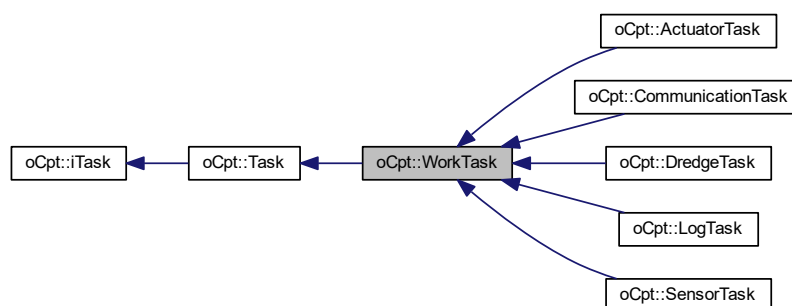 oCpt::iTask
oCpt::Task
oCpt::WorkTask
oCpt::ActuatorTask
oCpt::CommunicationTask
oCpt::DredgeTask
oCpt::LogTask
oCpt::SensorTask